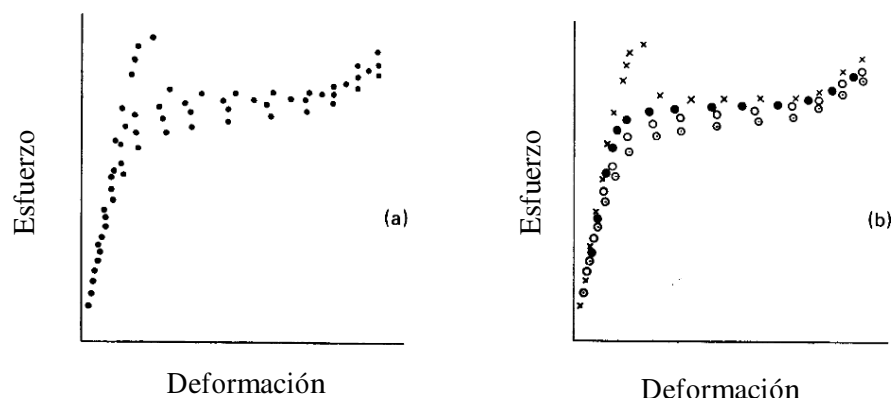 Esfuerzo
(a)
Deformación
Esfuerzo
(b)
Deformación